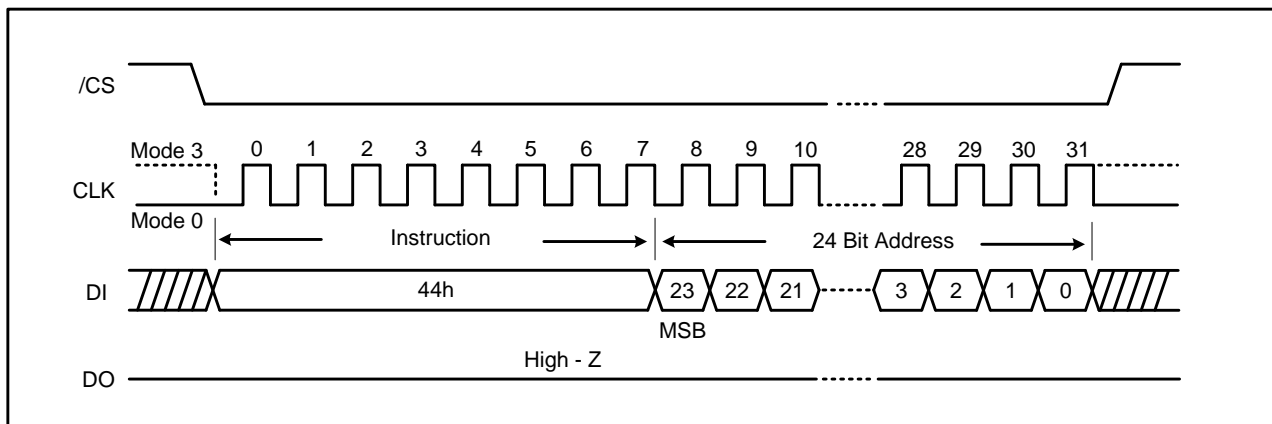 /CS
Mode 3 0 1 2 3 4 5 6 7 8 9 10 28 29 30 31
CLK
Mode 0
Instruction 24 Bit Address
DI 44h 23 22 21 3 2 1 0
MSB
High - Z
DO